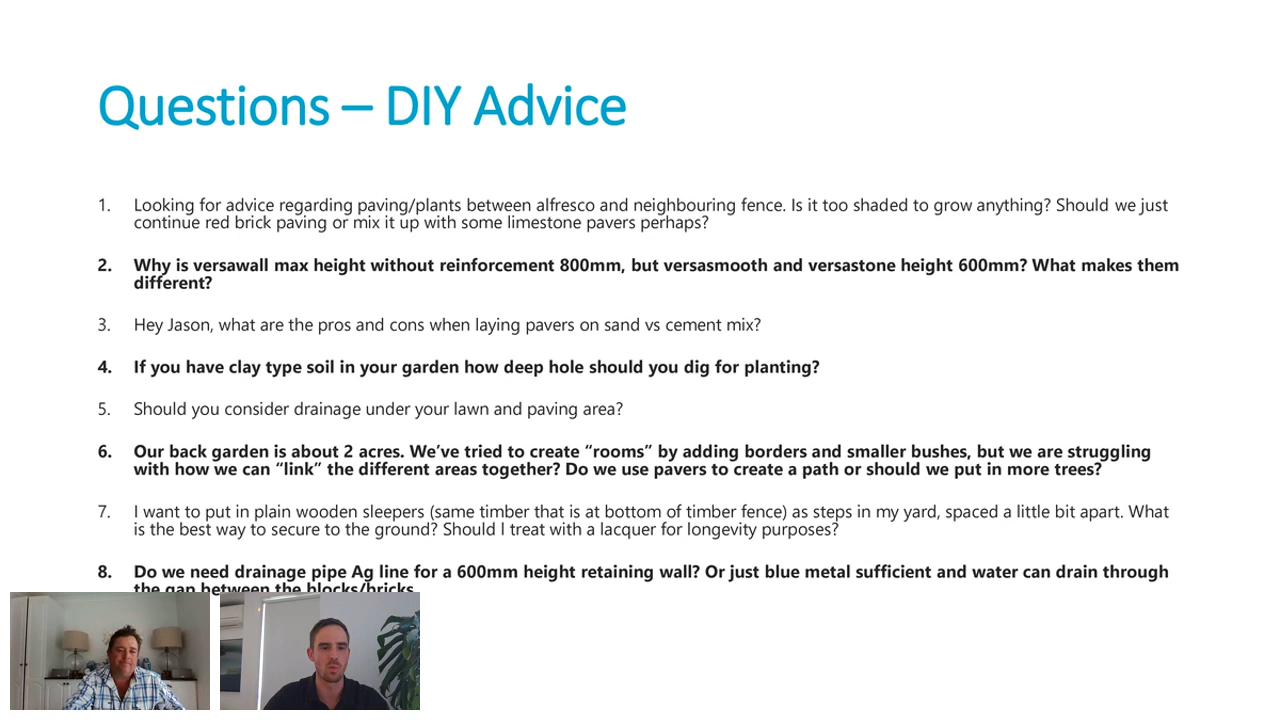 Questions – DIY Advice
1. Looking for advice regarding paving/plants between alfresco and neighbouring fence. Is it too shaded to grow anything? Should we just
continue red brick paving or mix it up with some limestone pavers perhaps?
2. Why is versawall max height without reinforcement 800mm, but versasmooth and versastone height 600mm? What makes them
different?
3. Hey Jason, what are the pros and cons when laying pavers on sand vs cement mix?
4. If you have clay type soil in your garden how deep hole should you dig for planting?
5. Should you consider drainage under your lawn and paving area?
6. Our back garden is about 2 acres. We’ve tried to create “rooms” by adding borders and smaller bushes, but we are struggling
with how we can “link” the different areas together? Do we use pavers to create a path or should we put in more trees?
7. I want to put in plain wooden sleepers (same timber that is at bottom of timber fence) as steps in my yard, spaced a little bit apart. What
is the best way to secure to the ground? Should I treat with a lacquer for longevity purposes?
8. Do we need drainage pipe Ag line for a 600mm height retaining wall? Or just blue metal sufficient and water can drain through
the gap between the blocks/bricks